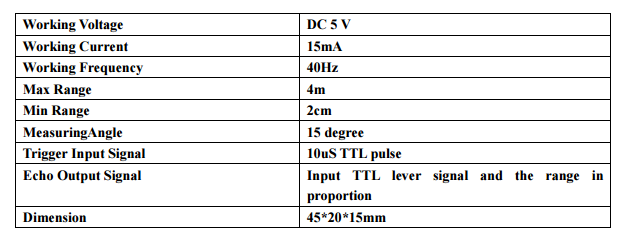 Working Voltage DC 5 V
Working Current 15mA
Working Frequency 40Hz
Max Range 4m
Min Range 2cm
MeasuringAngle 15 degree
Trigger Input Signal 10uS TTL pulse
Echo Output Signal Input TTL lever signal and the range in
proportion
Dimension 45*20*15mm